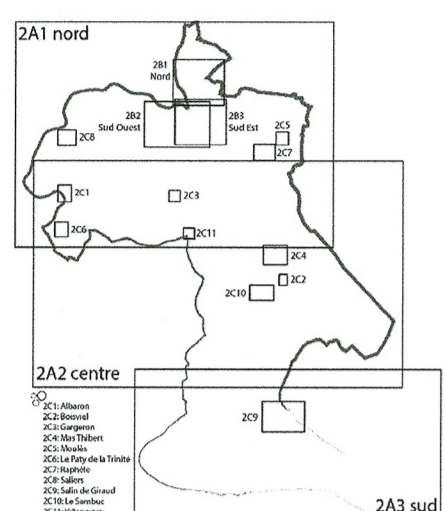 2A1 nord
2B1
Nord
2B2
Sud Ouest
2B3
Sud Est
2C5
2C8
2C7
2C1
2C3
2C6
2C11
2C4
2C2
2C10
2A2 centre
2C1: Albaron
2C2: Boisviel
2C3: Gageron
2C4: Mas Thibert
2C5: Moulès
2C6: Le Paty de la Trinité
2C7: Raphèle
2C8: Saliers
2C9: Salin de Giraud
2C10: Le Sambuc
2C9
2A3 sud